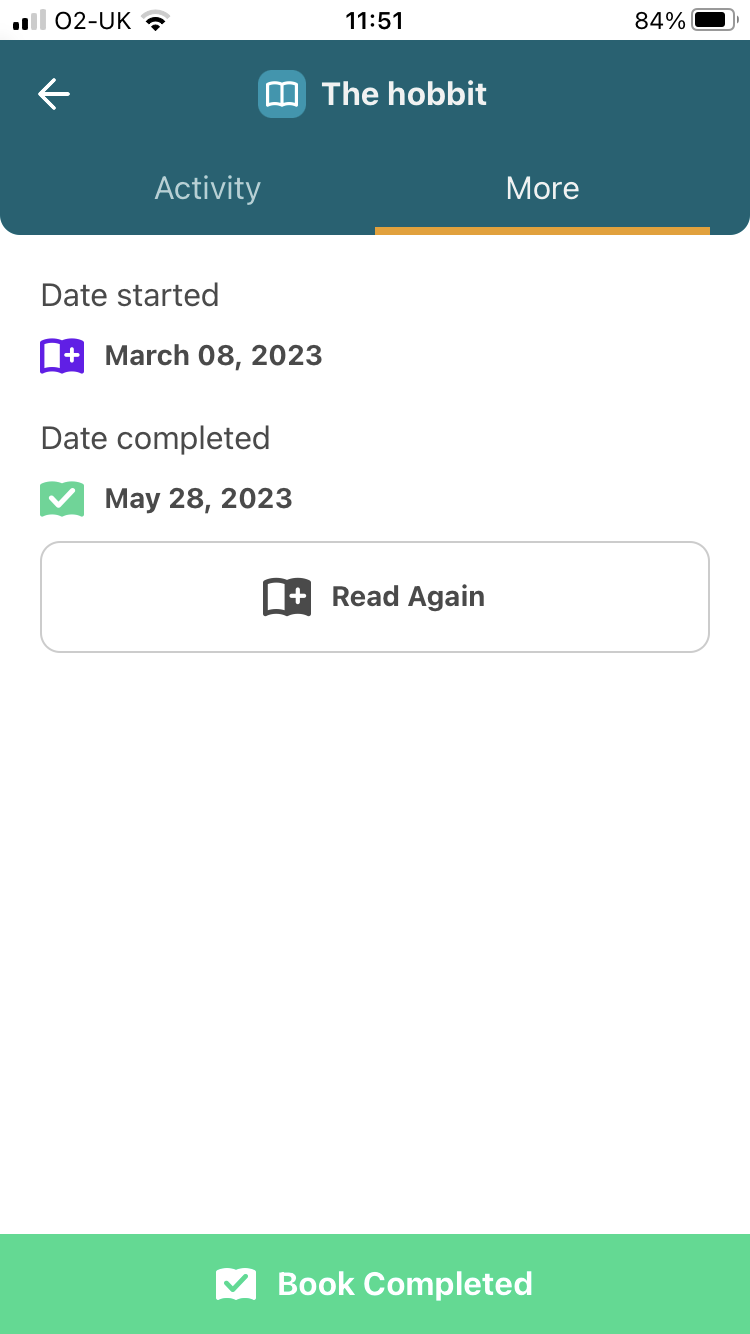 O2-UK 11:51 84%
The hobbit
Activity More
Date started
March 08, 2023
Date completed
May 28, 2023
Read Again
Book Completed